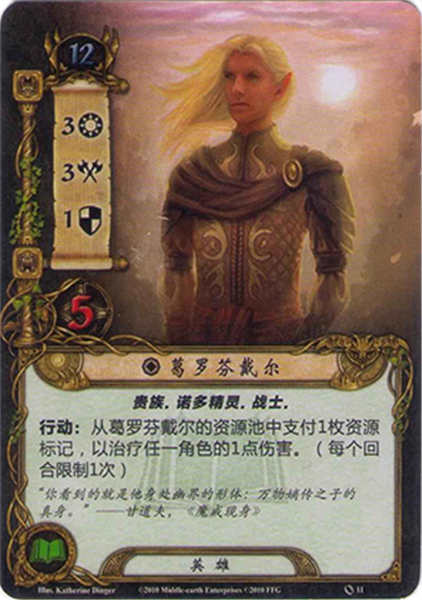 12
3
3
1
5
葛罗芬戴尔
贵族. 诺多精灵. 战士.
行动：从葛罗芬戴尔的资源池中支付1枚资源
标记，以治疗任一角色的1点伤害。（每个回
合限制1次）
“你看到的就是他身处幽界的形体：万物嫡传之子的
真身。”——甘道夫，《魔戒现身》
英雄
Illus. Katherine Dinger
©2010 Middle-earth Enterprises ©2010 FFG
11